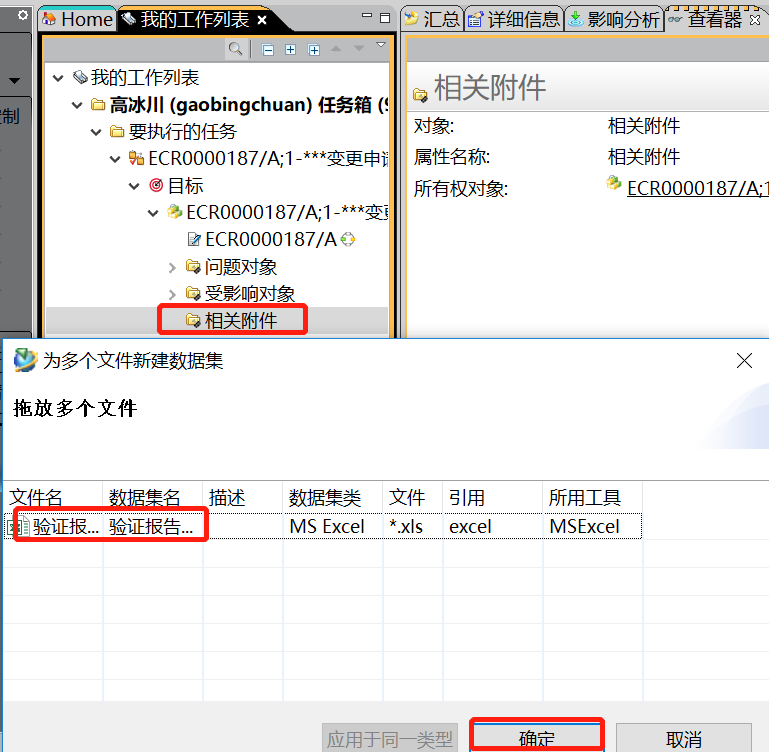 Home 我的工作列表 汇总 详细信息 影响分析 查看器
我的工作列表
高冰川 (gaobingchuan) 任务箱 (
要执行的任务
ECR0000187/A;1-***变更申请
目标
ECR0000187/A;1-***变更
ECR0000187/A
问题对象
受影响对象
相关附件
制
相关附件
对象: 相关附件
属性名称: 相关附件
所有权对象: ECR0000187/A;1
为多个文件新建数据集
拖放多个文件
文件名 数据集名 描述 数据集类 文件 引用 所用工具
验证报... 验证报告... MS Excel *.xls excel MSExcel
应用于同一类型 确定 取消